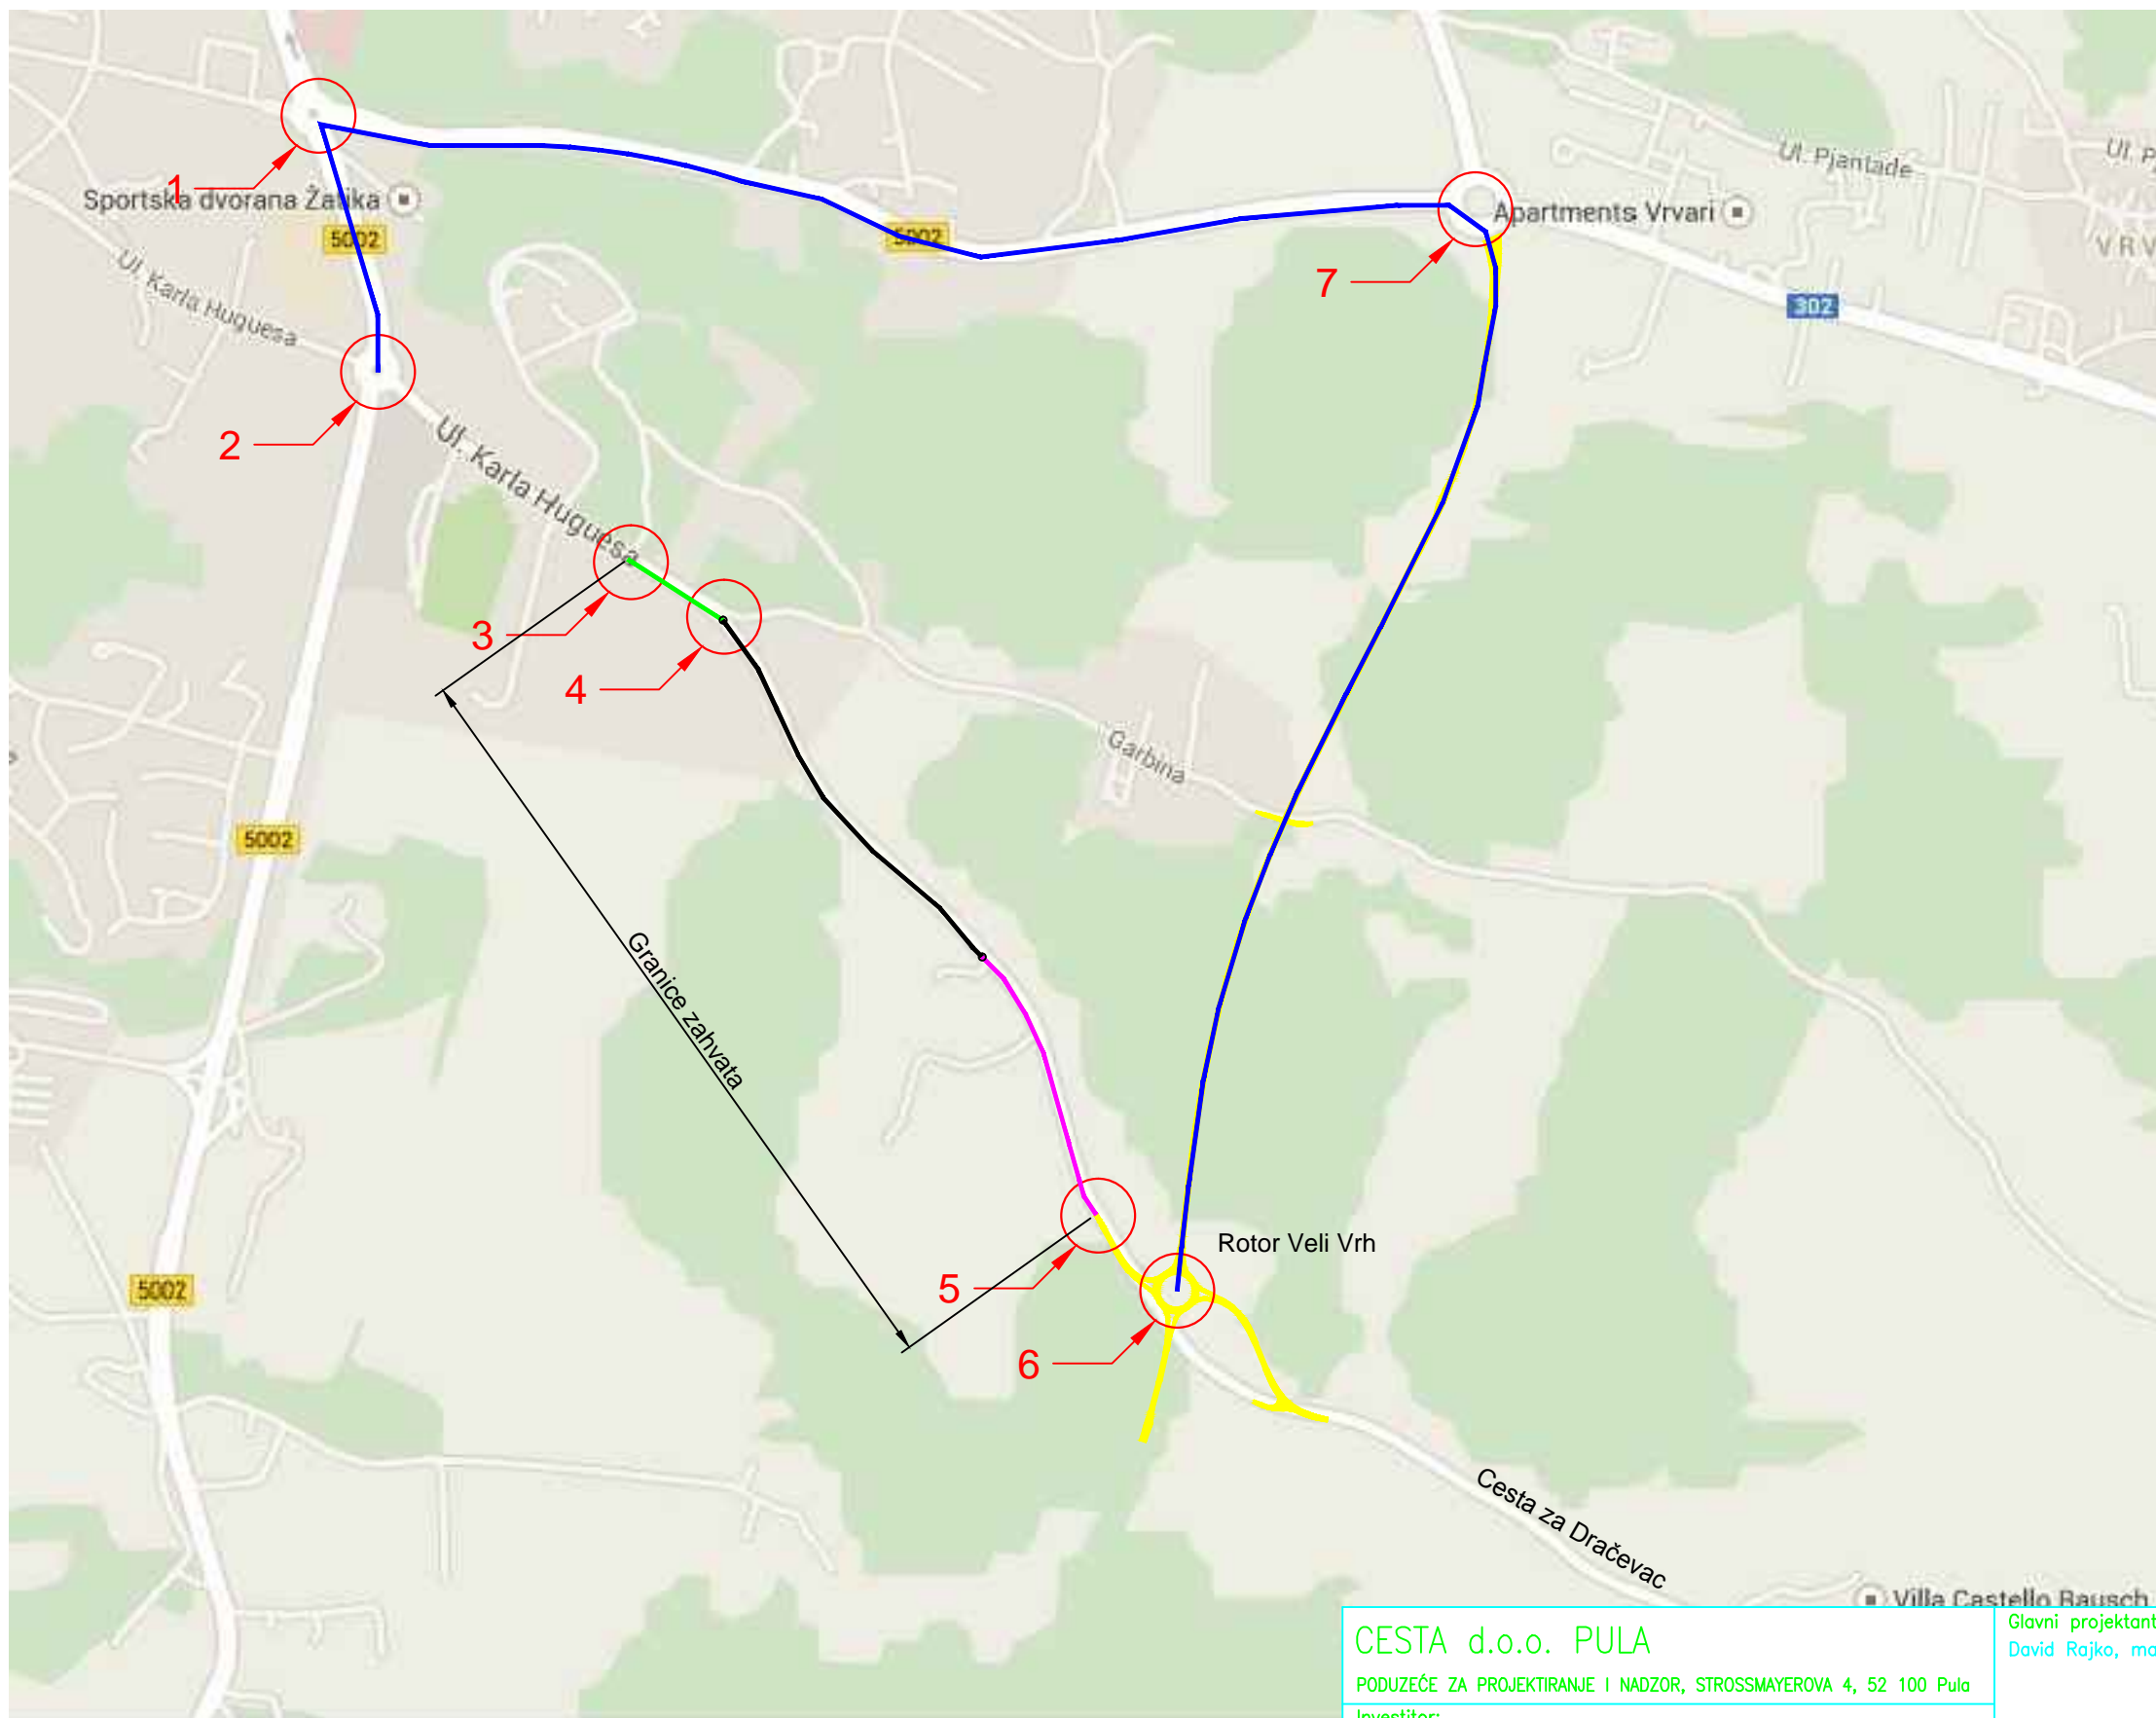 1
Sportska dvorana Žatika
5002
Ul. Karla Huguesa
2
5002
7
Apartments Vrvari
Ul. Pjantade
Ul.
302
Ul. Karla Huguesa
3
4
Garbina
5002
Granice zahvata
5002
5
Rotor Veli Vrh
6
Cesta za Dračevac
Villa Castello Rausch
CESTA d.o.o. PULA
PODUZEĆE ZA PROJEKTIRANJE I NADZOR, STROSSMAYEROVA 4, 52 100 Pula
Investitor:
Glavni projektant
David Rajko,